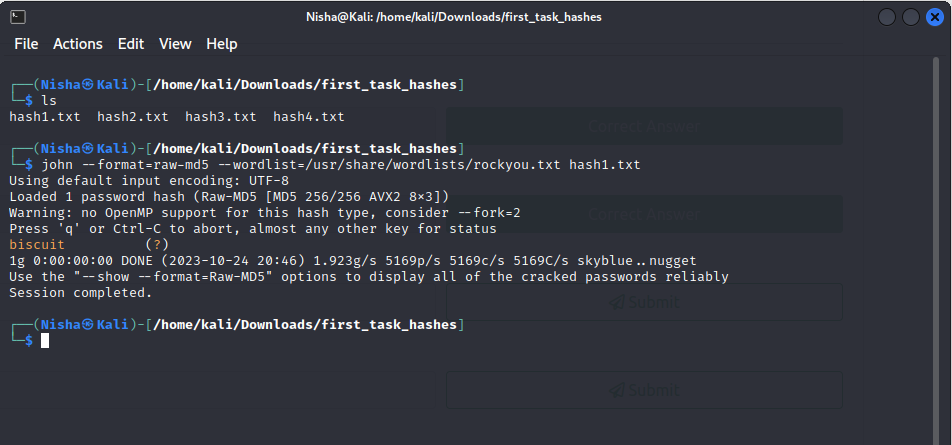 Nisha@Kali: /home/kali/Downloads/first_task_hashes
File Actions Edit View Help
┌──(Nisha㉿Kali)-[/home/kali/Downloads/first_task_hashes]
└─$ ls
hash1.txt hash2.txt hash3.txt hash4.txt
┌──(Nisha㉿Kali)-[/home/kali/Downloads/first_task_hashes]
└─$ john --format=raw-md5 --wordlist=/usr/share/wordlists/rockyou.txt hash1.txt
Using default input encoding: UTF-8
Loaded 1 password hash (Raw-MD5 [MD5 256/256 AVX2 8×3])
Warning: no OpenMP support for this hash type, consider --fork=2
Press 'q' or Ctrl-C to abort, almost any other key for status
biscuit (?)
1g 0:00:00:00 DONE (2023-10-24 20:46) 1.923g/s 5169p/s 5169c/s 5169C/s skyblue..nugget
Use the "--show --format=Raw-MD5" options to display all of the cracked passwords reliably
Session completed.
┌──(Nisha㉿Kali)-[/home/kali/Downloads/first_task_hashes]
└─$
Correct Answer
Correct Answer
Submit
Submit